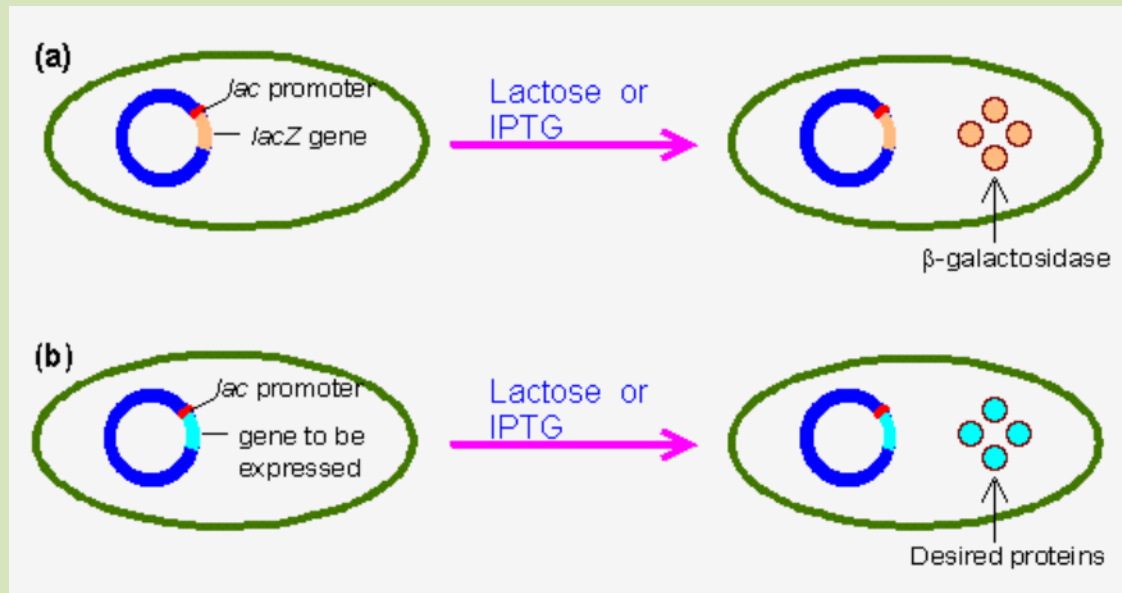 (a)
lac promoter
lacZ gene
Lactose or
IPTG
β-galactosidase
(b)
lac promoter
gene to be
expressed
Lactose or
IPTG
Desired proteins